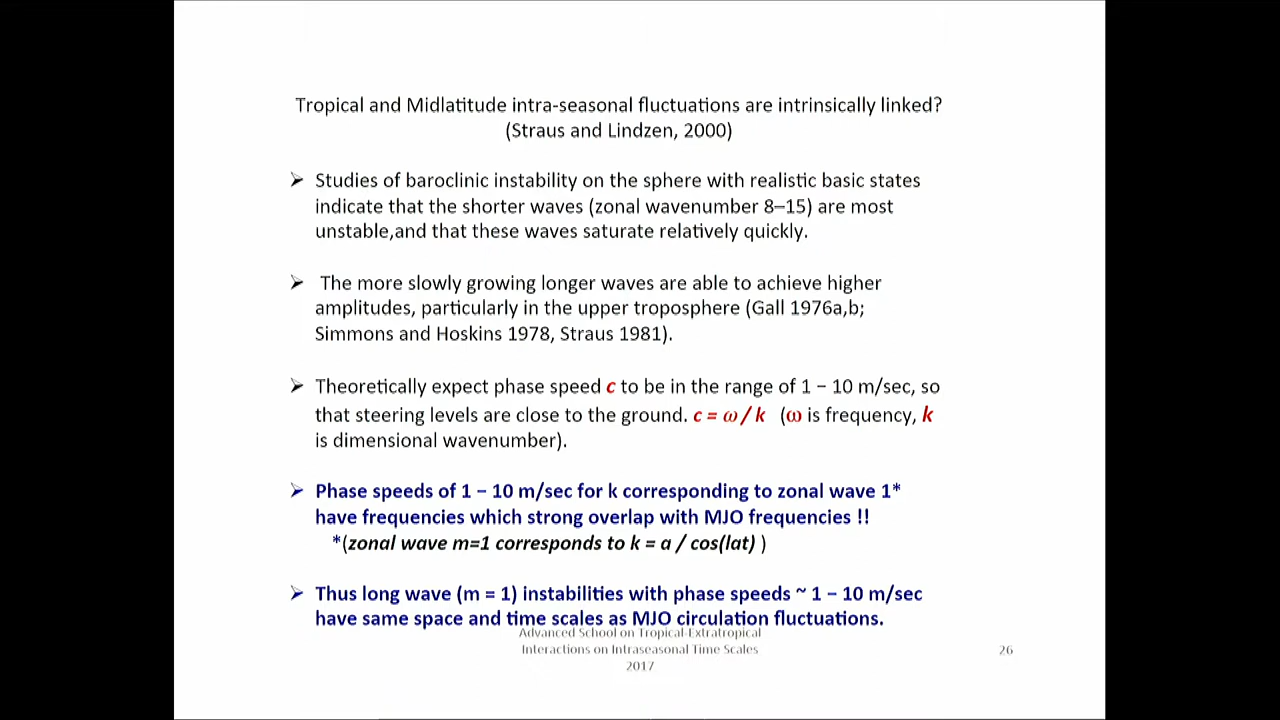 Tropical and Midlatitude intra-seasonal fluctuations are intrinsically linked?
(Straus and Lindzen, 2000)
➢ Studies of baroclinic instability on the sphere with realistic basic states
indicate that the shorter waves (zonal wavenumber 8–15) are most
unstable,and that these waves saturate relatively quickly.
➢ The more slowly growing longer waves are able to achieve higher
amplitudes, particularly in the upper troposphere (Gall 1976a,b;
Simmons and Hoskins 1978, Straus 1981).
➢ Theoretically expect phase speed c to be in the range of 1 – 10 m/sec, so
that steering levels are close to the ground. c = ω / k (ω is frequency, k
is dimensional wavenumber).
➢ Phase speeds of 1 – 10 m/sec for k corresponding to zonal wave 1*
have frequencies which strong overlap with MJO frequencies !!
*(zonal wave m=1 corresponds to k = a / cos(lat) )
➢ Thus long wave (m = 1) instabilities with phase speeds ~ 1 – 10 m/sec
have same space and time scales as MJO circulation fluctuations.
Advanced School on Tropical-Extratropical
Interactions on Intraseasonal Time Scales
2017
26